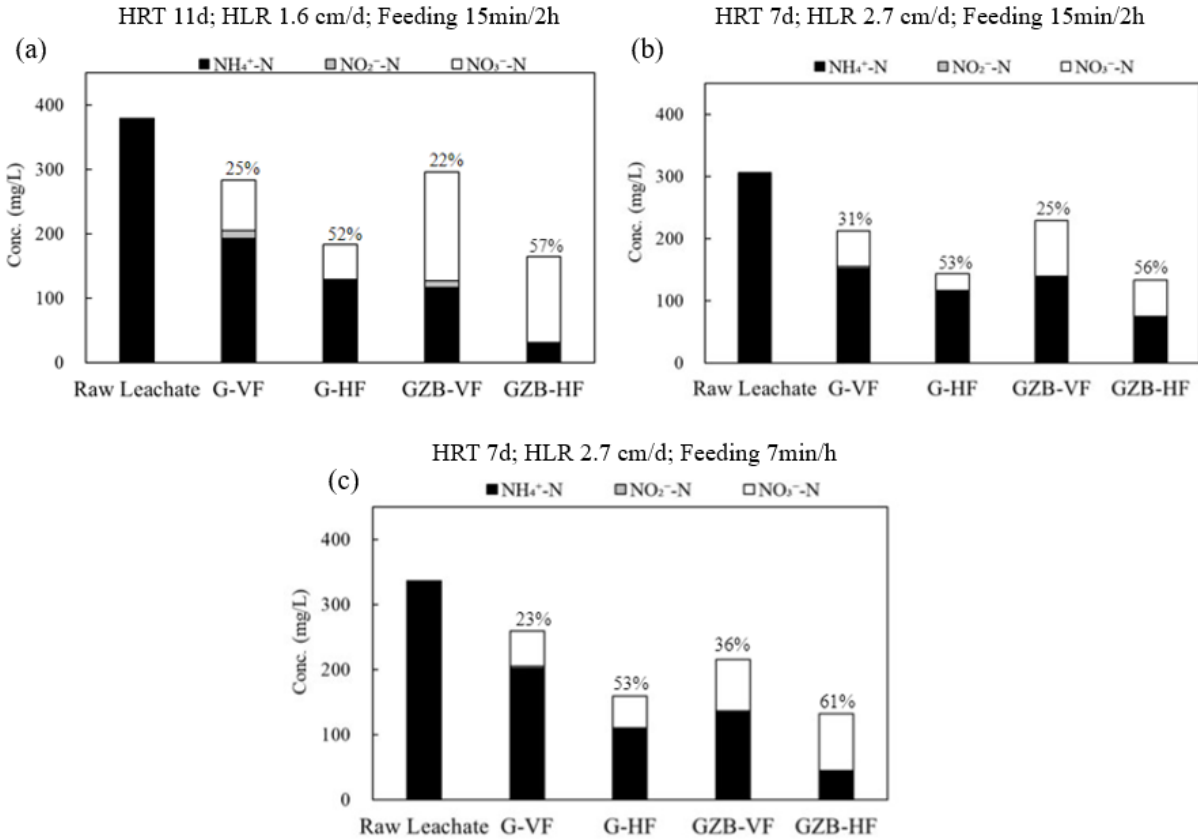 HRT 11d; HLR 1.6 cm/d; Feeding 15min/2h
(a)
■NH₄⁺-N □NO₂⁻-N □NO₃⁻-N
Conc. (mg/L)
400
300
200
100
0
25%
52%
22%
57%
Raw Leachate G-VF G-HF GZB-VF GZB-HF
HRT 7d; HLR 2.7 cm/d; Feeding 15min/2h
(b)
■NH₄⁺-N □NO₂⁻-N □NO₃⁻-N
Conc. (mg/L)
400
300
200
100
0
31%
53%
25%
56%
Raw Leachate G-VF G-HF GZB-VF GZB-HF
HRT 7d; HLR 2.7 cm/d; Feeding 7min/h
(c)
■NH₄⁺-N □NO₂⁻-N □NO₃⁻-N
Conc. (mg/L)
400
300
200
100
0
23%
53%
36%
61%
Raw Leachate G-VF G-HF GZB-VF GZB-HF